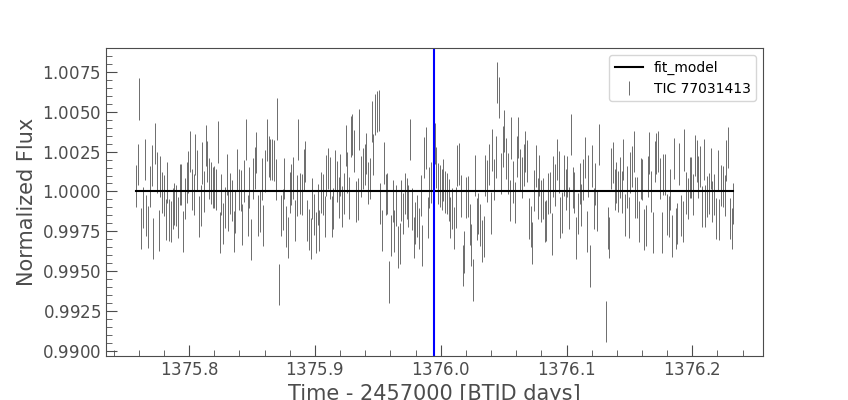 fit_model
TIC 77031413
1.0075
1.0050
1.0025
1.0000
0.9975
0.9950
0.9925
0.9900
Normalized Flux
1375.8 1375.9 1376.0 1376.1 1376.2
Time - 2457000 [BTJD days]